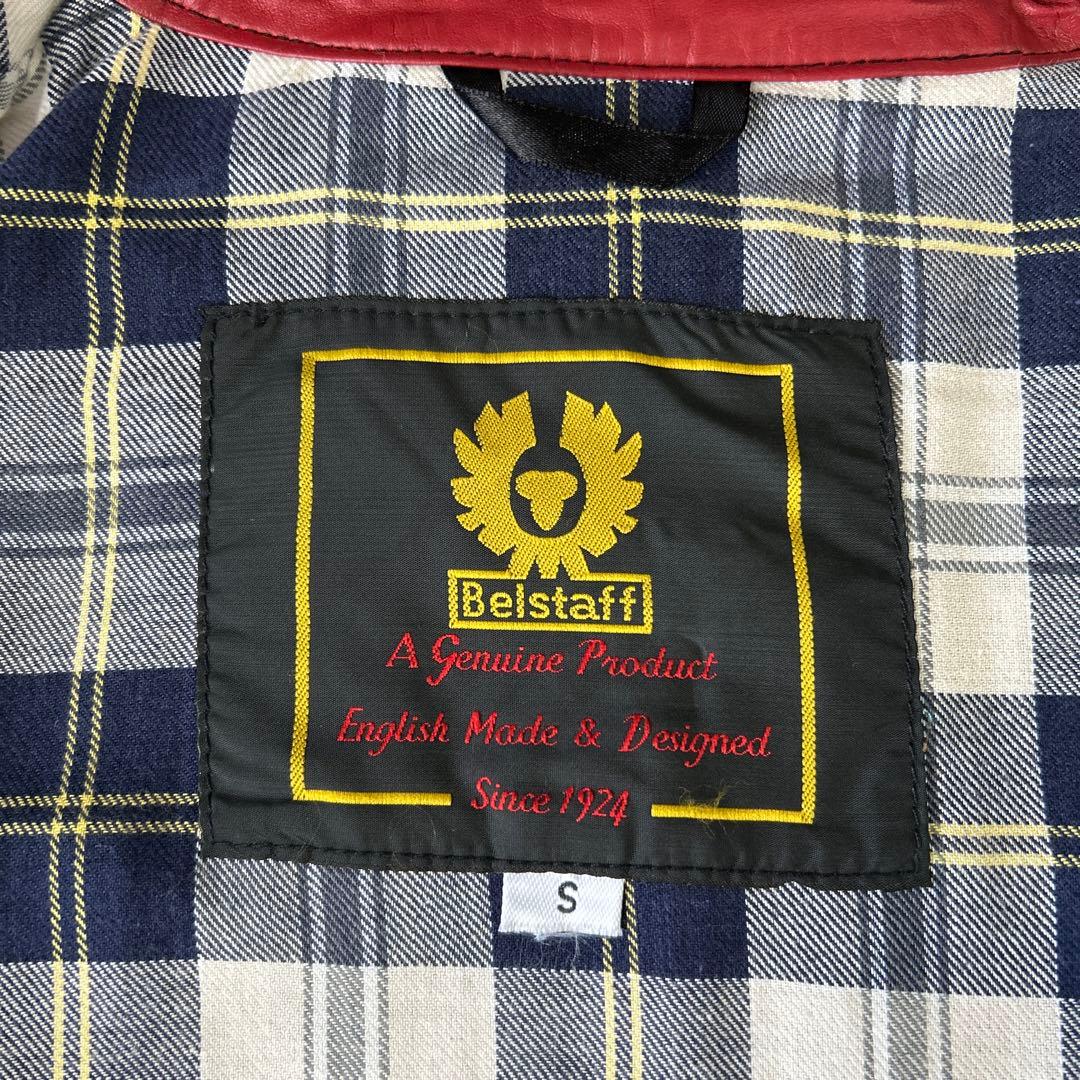 Belstaff
A Genuine Product
English Made & Designed
Since 1924
S